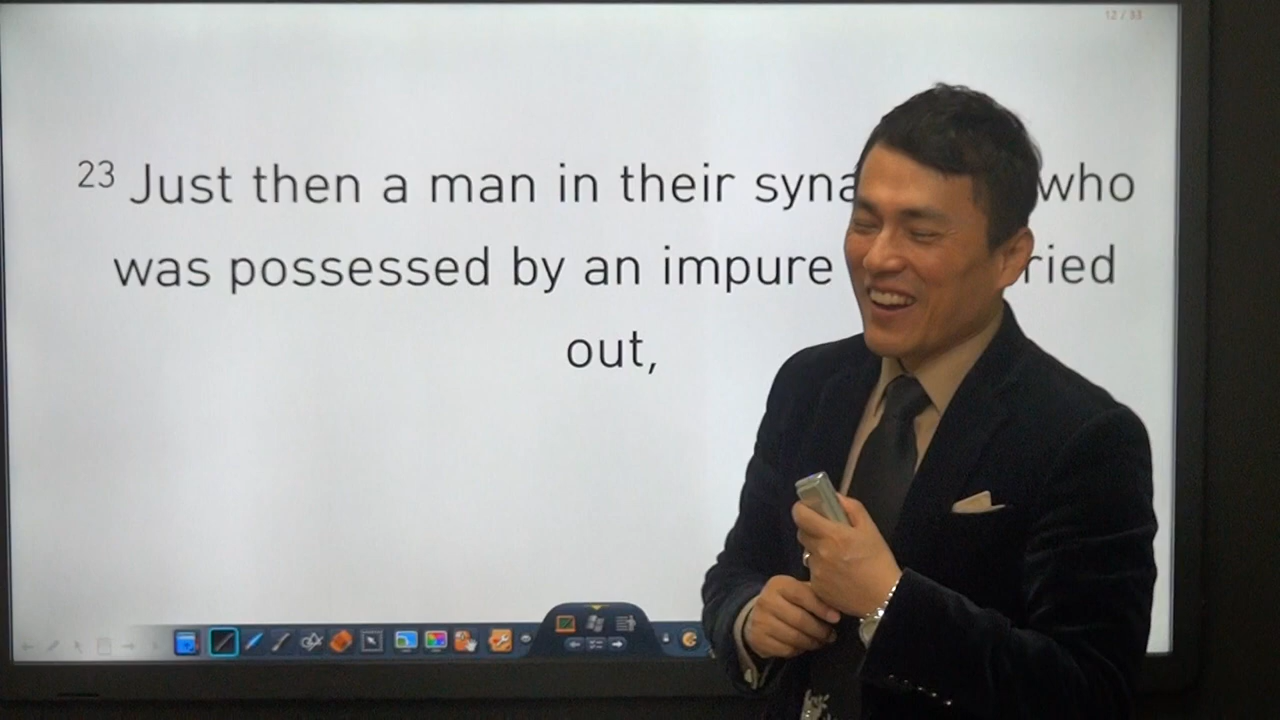 12 / 33
23 Just then a man in their syna who
was possessed by an impure ried
out,